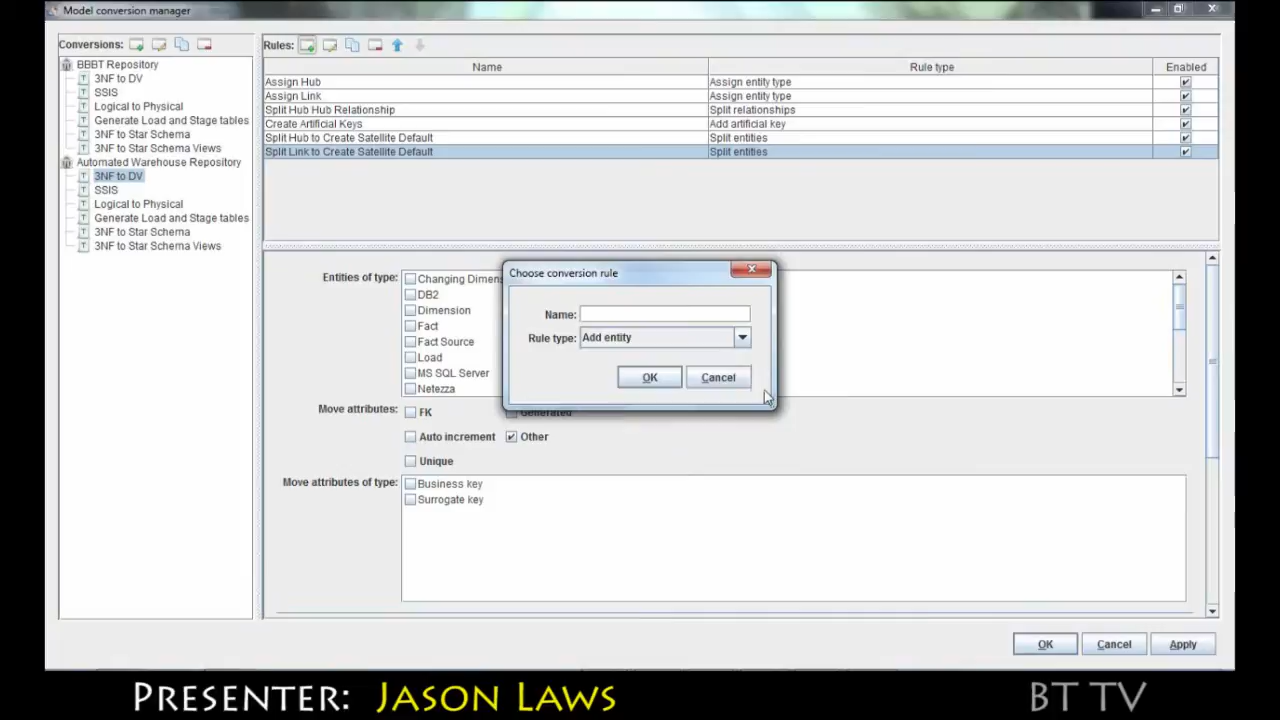 Model conversion manager
Conversions:
BBBT Repository
3NF to DV
SSIS
Logical to Physical
Generate Load and Stage tables
3NF to Star Schema
3NF to Star Schema Views
Automated Warehouse Repository
3NF to DV
SSIS
Logical to Physical
Generate Load and Stage tables
3NF to Star Schema
3NF to Star Schema Views
Rules:
Name Rule type Enabled
Assign Hub Assign entity type
Assign Link Assign entity type
Split Hub Hub Relationship Split relationships
Create Artificial Keys Add artificial key
Split Hub to Create Satellite Default Split entities
Split Link to Create Satellite Default Split entities
Entities of type:
Changing Dimens
DB2
Dimension
Fact
Fact Source
Load
MS SQL Server
Netezza
Choose conversion rule
Name:
Rule type: Add entity
OK Cancel
Move attributes: FK Generated
Auto increment Other
Unique
Move attributes of type: Business key
Surrogate key
OK Cancel Apply
Presenter: Jason Laws BT TV